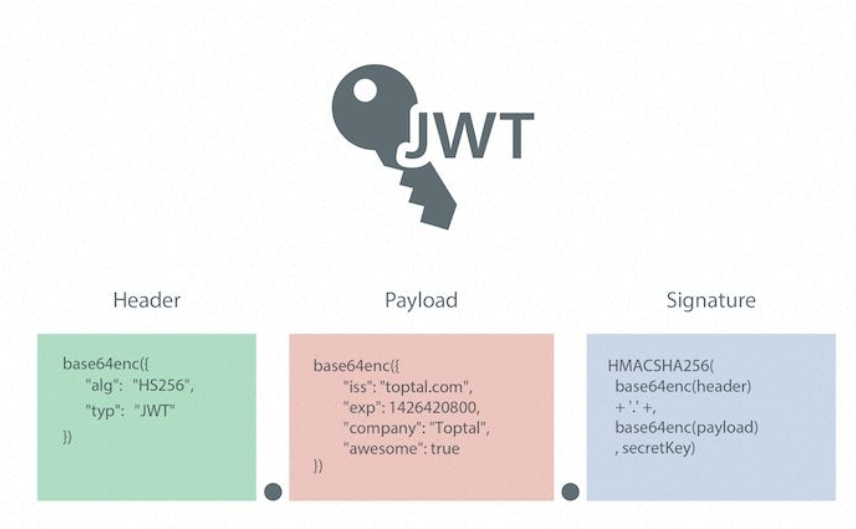 JWT
Header
base64enc({
"alg": "HS256",
"typ": "JWT"
})
Payload
base64enc({
"iss": "toptal.com",
"exp": 1426420800,
"company": "Toptal",
"awesome": true
})
Signature
HMACSHA256(
base64enc(header)
+ '.' +,
base64enc(payload)
, secretKey)